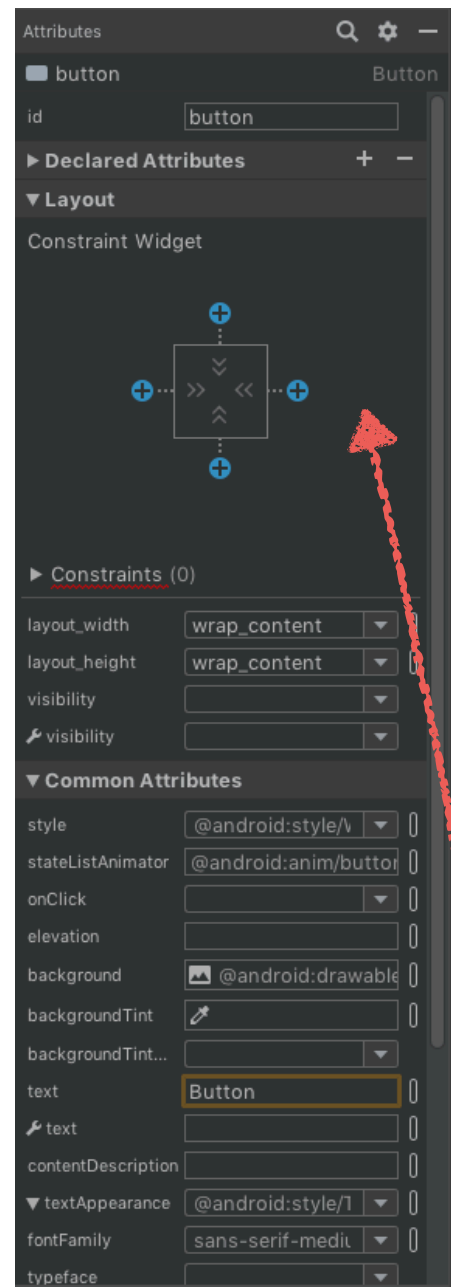 Attributes
button Button
id button
Declared Attributes
Layout
Constraint Widget
Constraints (0)
layout_width wrap_content
layout_height wrap_content
visibility
visibility
Common Attributes
style @android:style/
stateListAnimator @android:anim/button
onClick
elevation
background @android:drawable
backgroundTint
backgroundTint...
text Button
text
contentDescription
textAppearance @android:style/
fontFamily sans-serif-mediu
typeface